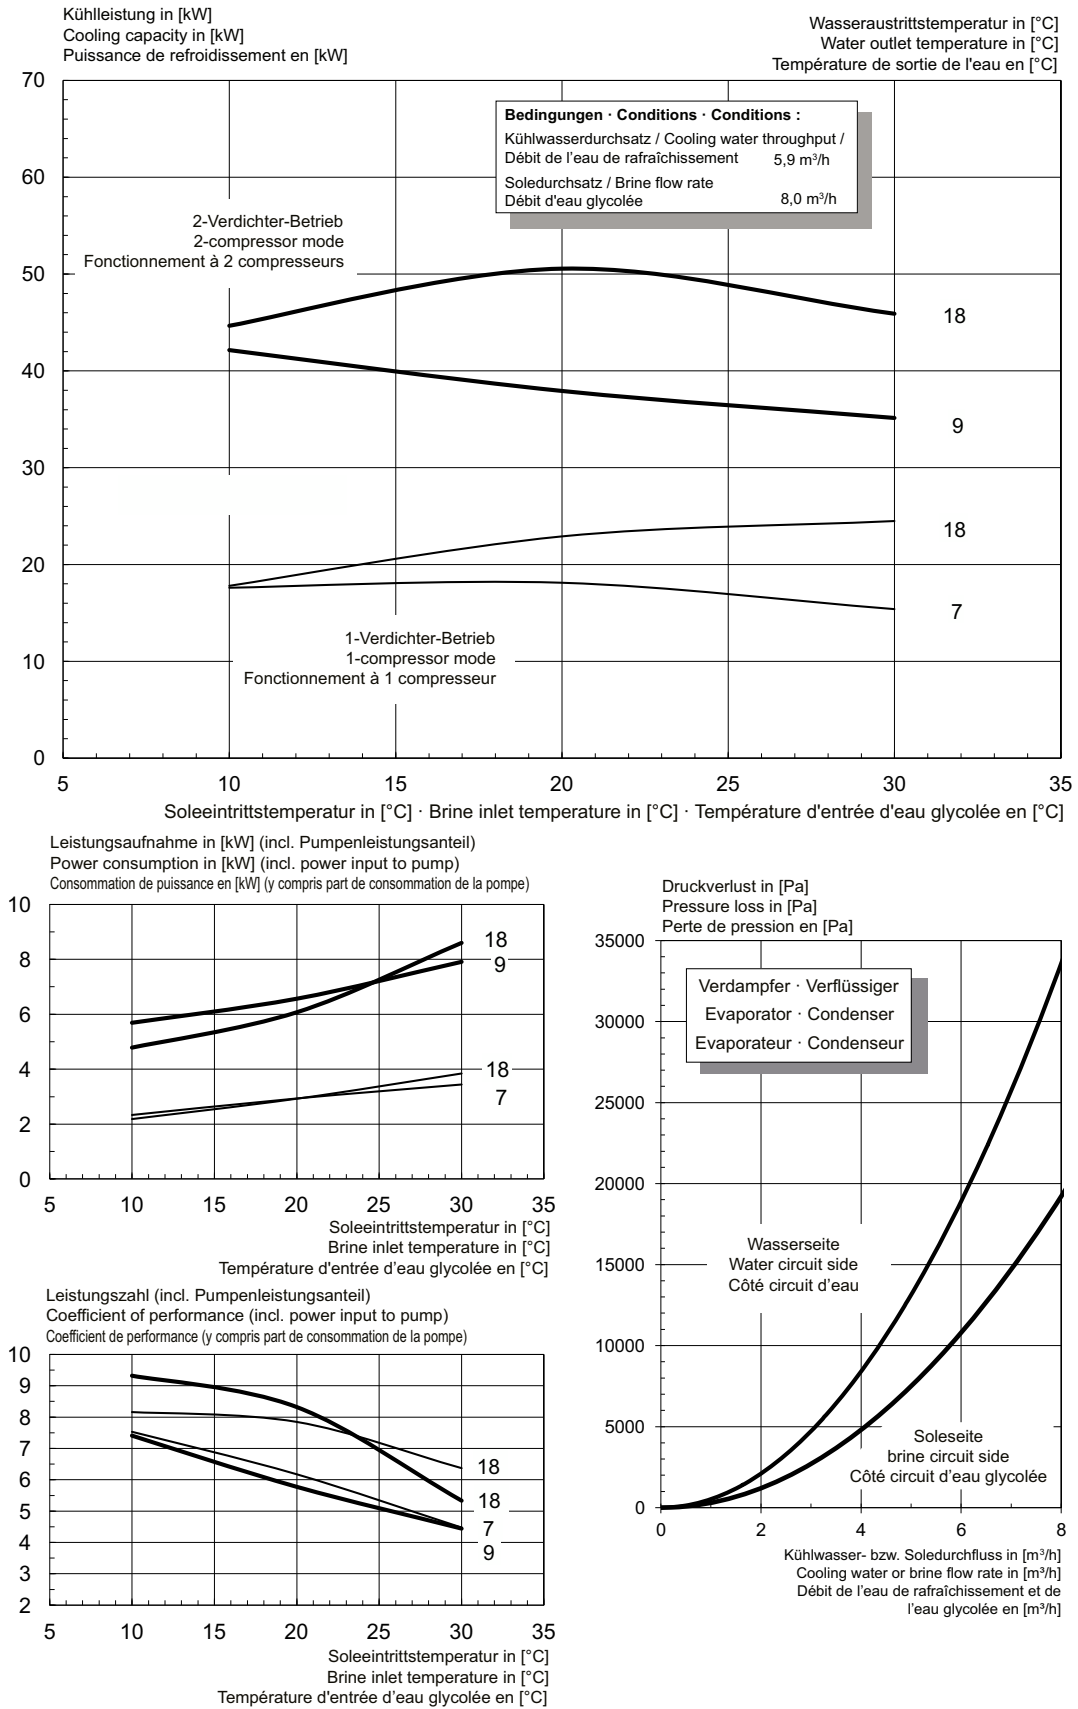 Kühlleistung in [kW]
Cooling capacity in [kW]
Puissance de refroidissement en [kW]
Wasseraustrittstemperatur in [°C]
Water outlet temperature in [°C]
Température de sortie de l'eau en [°C]
70
60
50
40
30
20
10
0
Bedingungen · Conditions · Conditions :
Kühlwasserdurchsatz / Cooling water throughput /
Débit de l’eau de rafraîchissement 5,9 m³/h
Soledurchsatz / Brine flow rate
Débit d'eau glycolée 8,0 m³/h
2-Verdichter-Betrieb
2-compressor mode
Fonctionnement à 2 compresseurs
18
9
18
7
1-Verdichter-Betrieb
1-compressor mode
Fonctionnement à 1 compresseur
5 10 15 20 25 30 35
Soleeintrittstemperatur in [°C] · Brine inlet temperature in [°C] · Température d'entrée d'eau glycolée en [°C]
Leistungsaufnahme in [kW] (incl. Pumpenleistungsanteil)
Power consumption in [kW] (incl. power input to pump)
Consommation de puissance en [kW] (y compris part de consommation de la pompe)
10
8
6
4
2
0
18
9
18
7
5 10 15 20 25 30 35
Soleeintrittstemperatur in [°C]
Brine inlet temperature in [°C]
Température d'entrée d’eau glycolée en [°C]
Leistungszahl (incl. Pumpenleistungsanteil)
Coefficient of performance (incl. power input to pump)
Coefficient de performance (y compris part de consommation de la pompe)
10
9
8
7
6
5
4
3
2
18
18
7
9
5 10 15 20 25 30 35
Soleeintrittstemperatur in [°C]
Brine inlet temperature in [°C]
Température d'entrée d’eau glycolée en [°C]
Druckverlust in [Pa]
Pressure loss in [Pa]
Perte de pression en [Pa]
35000
30000
25000
20000
15000
10000
5000
0
Verdampfer · Verflüssiger
Evaporator · Condenser
Evaporateur · Condenseur
Wasserseite
Water circuit side
Côté circuit d’eau
Soleseite
brine circuit side
Côté circuit d’eau glycolée
0 2 4 6 8
Kühlwasser- bzw. Soledurchfluss in [m³/h]
Cooling water or brine flow rate in [m³/h]
Débit de l’eau de rafraîchissement et de
l’eau glycolée en [m³/h]